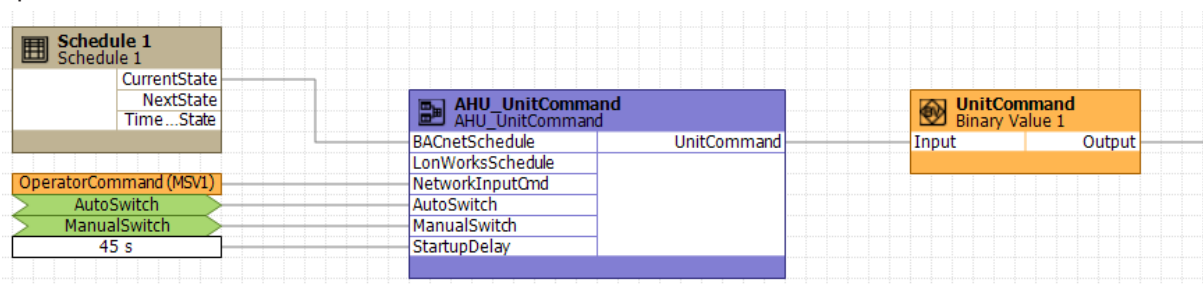 Schedule 1
Schedule 1
CurrentState
NextState
Time...State
OperatorCommand (MSV1)
AutoSwitch
ManualSwitch
45 s
AHU_UnitCommand
AHU_UnitCommand
BACnetSchedule UnitCommand
LonWorksSchedule
NetworkInputCmd
AutoSwitch
ManualSwitch
StartupDelay
BV UnitCommand
Binary Value 1
Input Output